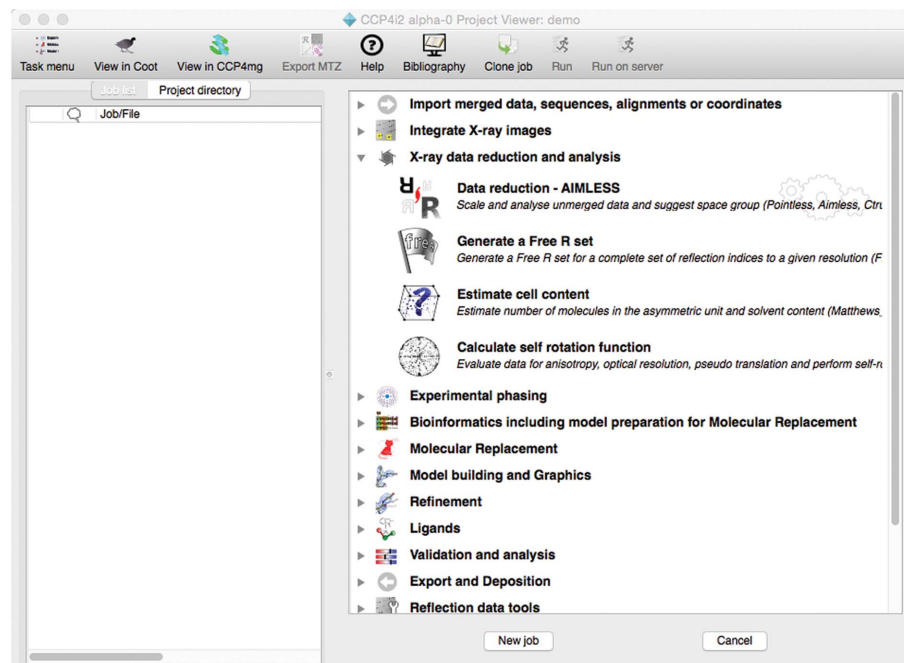 CCP4i2 alpha-0 Project Viewer: demo
Task menu View in Coot View in CCP4mg Export MTZ Help Bibliography Clone job Run Run on server
Job list Project directory
Job/File
Import merged data, sequences, alignments or coordinates
Integrate X-ray images
X-ray data reduction and analysis
Data reduction - AIMLESS
Scale and analyse unmerged data and suggest space group (Pointless, Aimless, Ctru
free
Generate a Free R set
Generate a Free R set for a complete set of reflection indices to a given resolution (F
?
Estimate cell content
Estimate number of molecules in the asymmetric unit and solvent content (Matthews_
Calculate self rotation function
Evaluate data for anisotropy, optical resolution, pseudo translation and perform self-r
Experimental phasing
Bioinformatics including model preparation for Molecular Replacement
Molecular Replacement
Model building and Graphics
Refinement
Ligands
Validation and analysis
Export and Deposition
Reflection data tools
New job Cancel